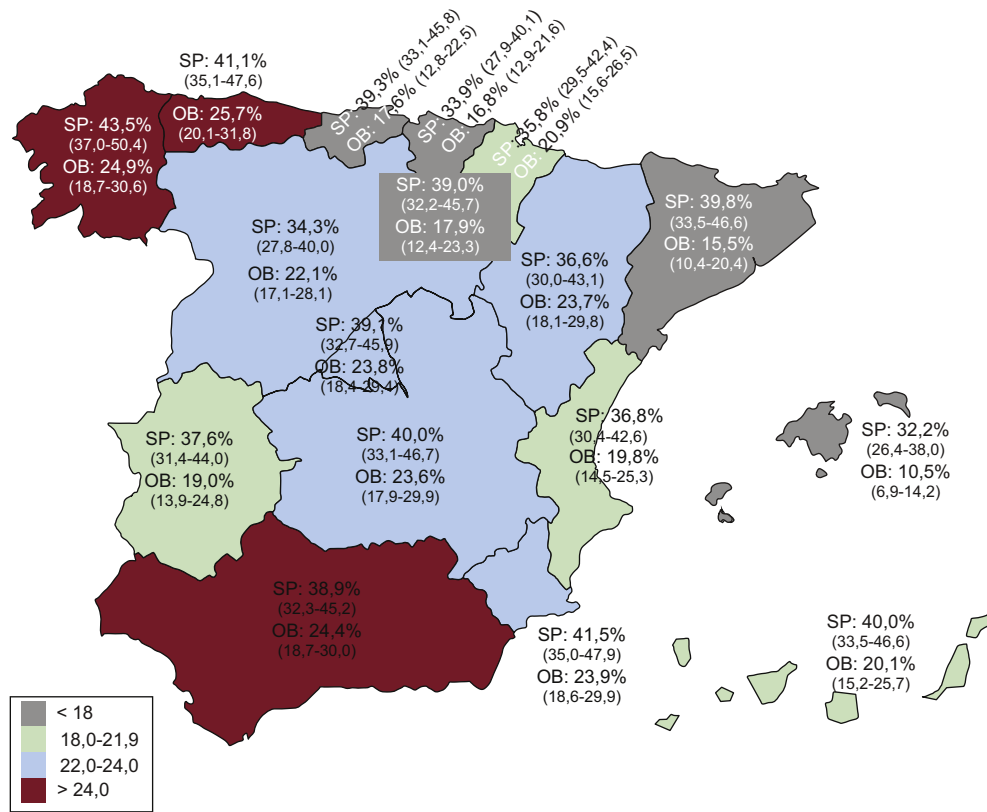 SP: 41,1%
(35,1-47,6)
OB: 25,7%
(20,1-31,8)
SP: 43,5%
(37,0-50,4)
OB: 24,9%
(18,7-30,6)
SP: 39,3% (33,1-45,8)
OB: 17,6% (12,8-22,5)
SP: 33,9% (27,9-40,1)
OB: 16,8% (12,9-21,6)
SP: 35,8% (29,5-42,4)
OB: 20,9% (15,6-26,5)
SP: 39,0%
(32,2-45,7)
OB: 17,9%
(12,4-23,3)
SP: 39,8%
(33,5-46,6)
OB: 15,5%
(10,4-20,4)
SP: 34,3%
(27,8-40,0)
OB: 22,1%
(17,1-28,1)
SP: 36,6%
(30,0-43,1)
OB: 23,7%
(18,1-29,8)
SP: 39,1%
(32,7-45,9)
OB: 23,8%
(18,4-29,4)
SP: 37,6%
(31,4-44,0)
OB: 19,0%
(13,9-24,8)
SP: 40,0%
(33,1-46,7)
OB: 23,6%
(17,9-29,9)
SP: 36,8%
(30,4-42,6)
OB: 19,8%
(14,5-25,3)
SP: 32,2%
(26,4-38,0)
OB: 10,5%
(6,9-14,2)
SP: 38,9%
(32,3-45,2)
OB: 24,4%
(18,7-30,0)
SP: 41,5%
(35,0-47,9)
OB: 23,9%
(18,6-29,9)
SP: 40,0%
(33,5-46,6)
OB: 20,1%
(15,2-25,7)
< 18
18,0-21,9
22,0-24,0
> 24,0